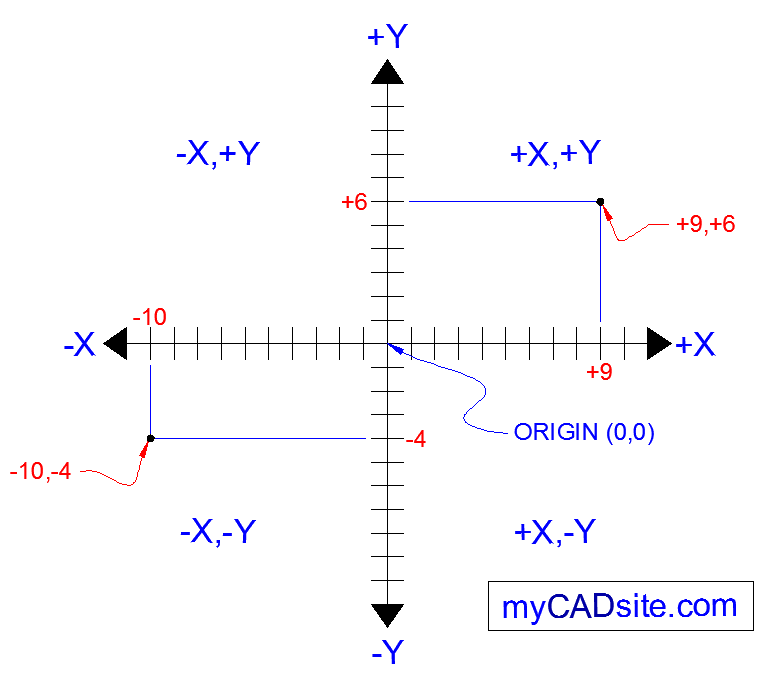 +Y
-X,+Y
+X,+Y
+6
+9,+6
-10
-X
+X
+9
ORIGIN (0,0)
-4
-10,-4
-X,-Y
+X,-Y
myCADsite.com
-Y